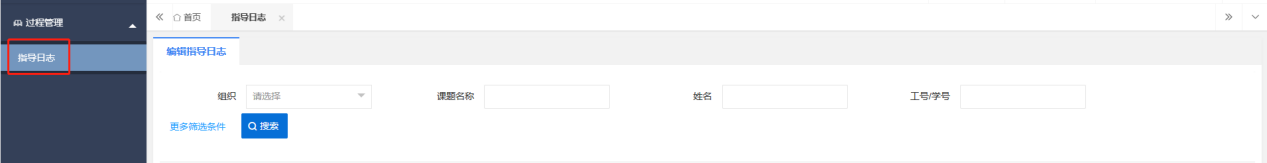 过程管理
指导日志
首页 指导日志
编辑指导日志
组织 请选择 课题名称 姓名 工号/学号
更多筛选条件 搜索